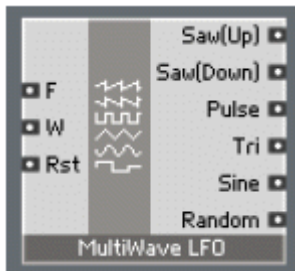 Saw(Up)
Saw(Down)
F
Pulse
W
Tri
Rst
Sine
Random
MultiWave LFO